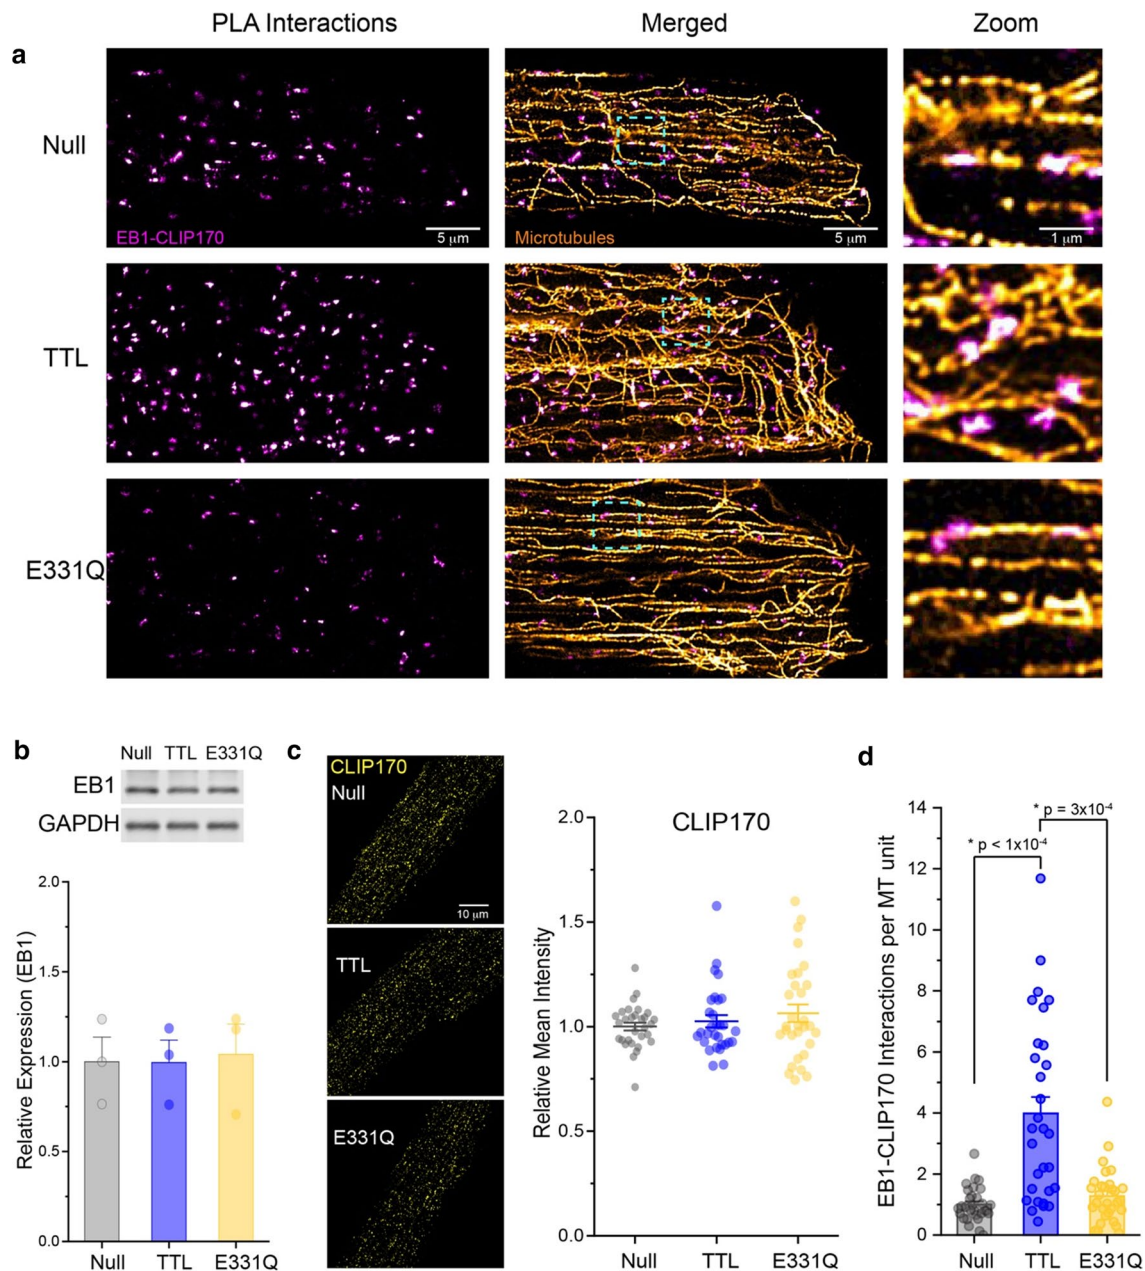 PLA Interactions
Merged
Zoom
a
Null
EB1-CLIP170
5 µm
Microtubules
5 µm
1 µm
TTL
E331Q
b
Null TTL E331Q
EB1
GAPDH
Relative Expression (EB1)
2.0
1.5
1.0
0.5
0.0
Null
TTL
E331Q
c
CLIP170
Null
10 µm
TTL
E331Q
CLIP170
Relative Mean Intensity
2.0
1.5
1.0
0.5
0.0
Null
TTL
E331Q
d
EB1-CLIP170 Interactions per MT unit
14
12
10
8
6
4
2
0
* p < 1x10⁻⁴
* p = 3x10⁻⁴
Null
TTL
E331Q